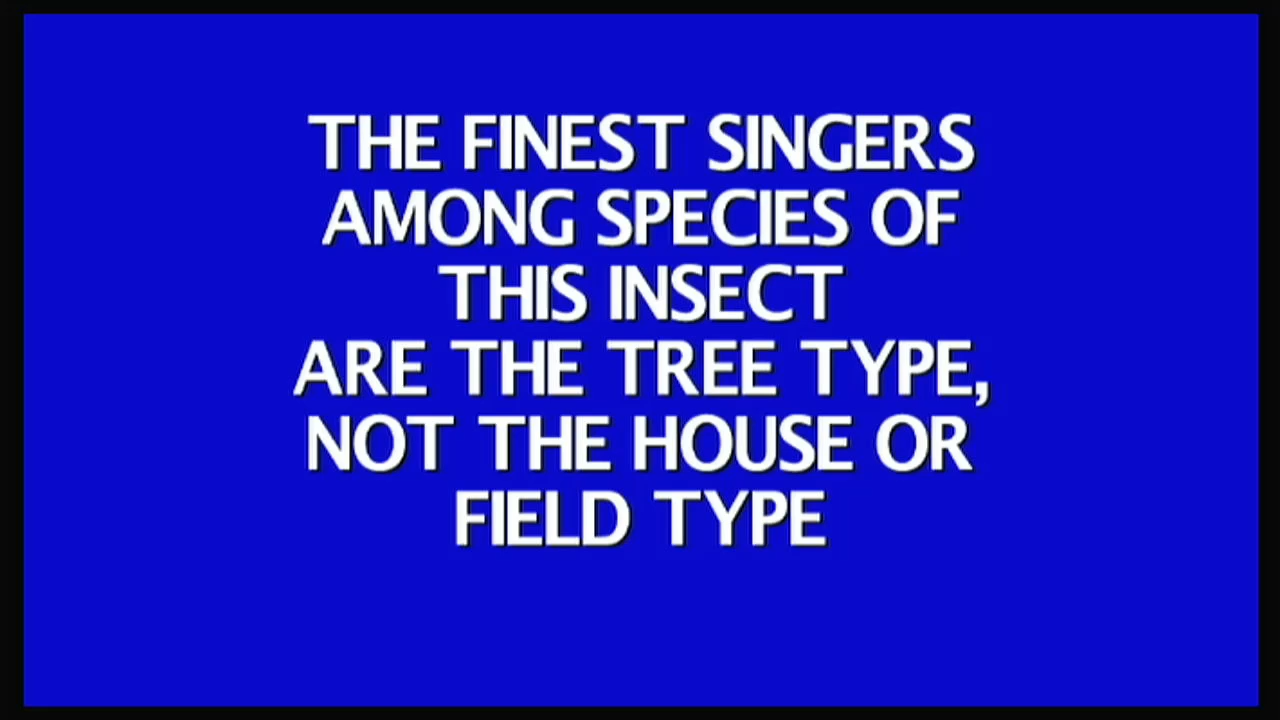 THE FINEST SINGERS
AMONG SPECIES OF
THIS INSECT
ARE THE TREE TYPE,
NOT THE HOUSE OR
FIELD TYPE